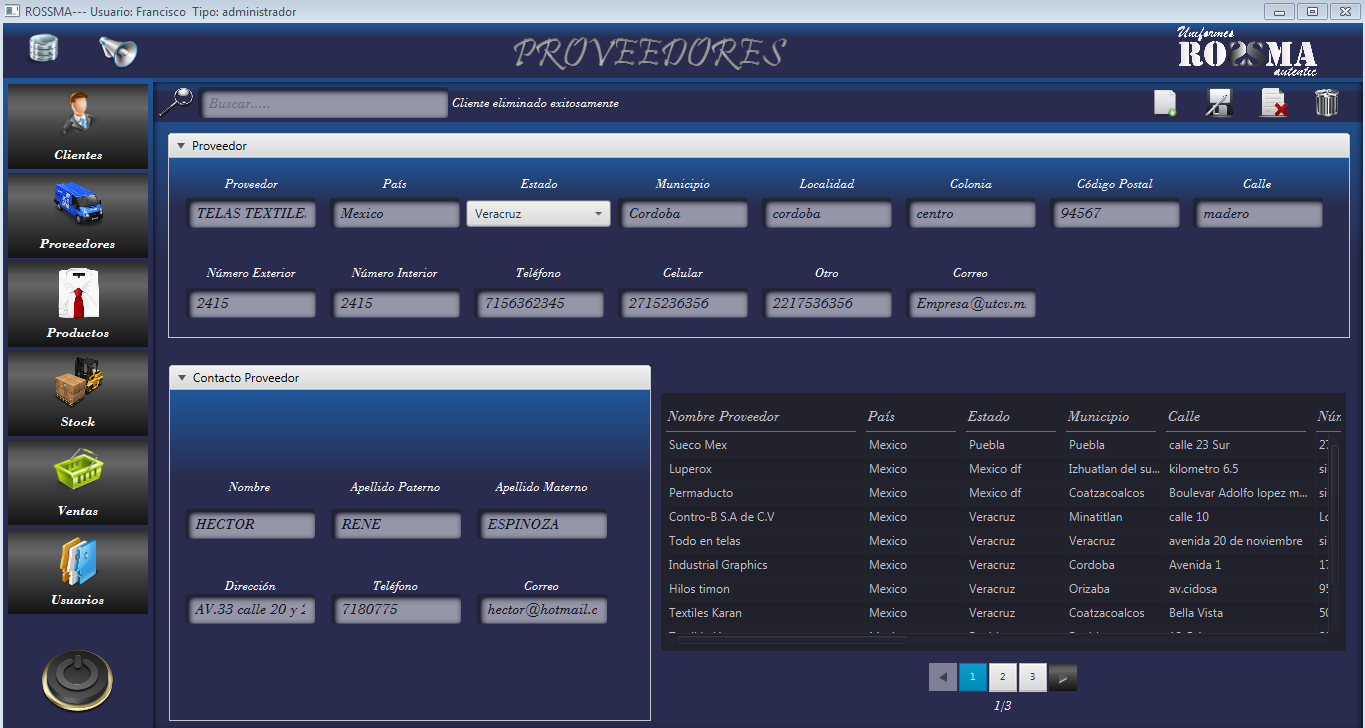 ROSSMA--- Usuario: Francisco Tipo: administrador
PROVEEDORES
Uniformes
ROSSMA
autentic
Clientes
Proveedores
Productos
Stock
Ventas
Usuarios
Buscar..... Cliente eliminado exitosamente
Proveedor
Proveedor País Estado Municipio Localidad Colonia Código Postal Calle
TELAS TEXTILE Mexico Veracruz Cordoba cordoba centro 94567 madero
Número Exterior Número Interior Teléfono Celular Otro Correo
2415 2415 7156362345 2715236356 2217536356 Empresa@utcv.m
Contacto Proveedor
Nombre Apellido Paterno Apellido Materno
HECTOR RENE ESPINOZA
Dirección Teléfono Correo
AV.33 calle 20 y 7180775 hector@hotmail.c
Nombre Proveedor País Estado Municipio Calle Núm
Sueco Mex Mexico Puebla Puebla calle 23 Sur 27
Luperox Mexico Mexico df Izhuatlan del su... kilometro 6.5 si
Permaducto Mexico Mexico df Coatzacoalcos Boulevar Adolfo lopez m... si
Contro-B S.A de C.V Mexico Veracruz Minatitlan calle 10 Lo
Todo en telas Mexico Veracruz Veracruz avenida 20 de noviembre si
Industrial Graphics Mexico Veracruz Cordoba Avenida 1 17
Hilos timon Mexico Veracruz Orizaba av.cidosa 95
Textiles Karan Mexico Veracruz Coatzacoalcos Bella Vista 50
1 2 3
1/3